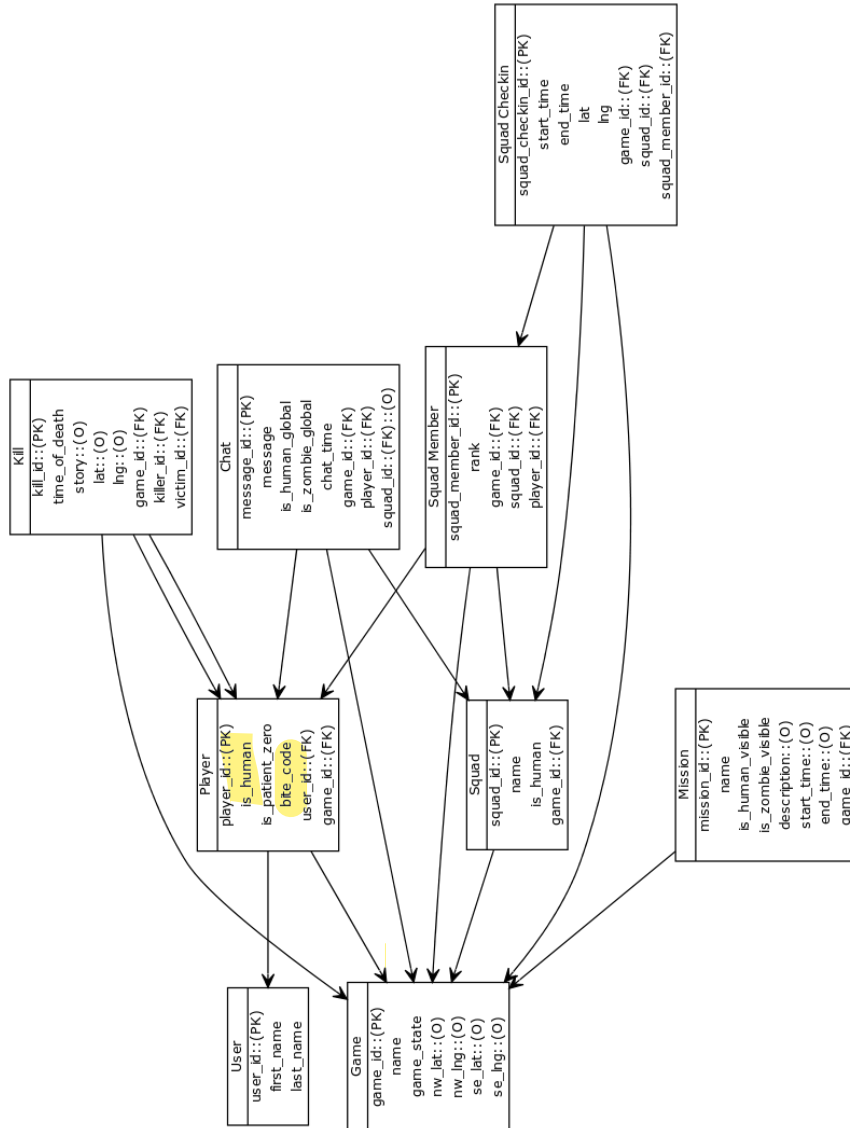 Squad Checkin
squad_checkin_id::(PK)
start_time
end_time
lat
lng
game_id::(FK)
squad_id::(FK)
squad_member_id::(FK)
Kill
kill_id::(PK)
time_of_death
story::(O)
lat::(O)
lng::(O)
game_id::(FK)
killer_id::(FK)
victim_id::(FK)
Chat
message_id::(PK)
message
is_human_global
is_zombie_global
chat_time
game_id::(FK)
player_id::(FK)
squad_id::(FK)::(O)
Squad Member
squad_member_id::(PK)
rank
game_id::(FK)
squad_id::(FK)
player_id::(FK)
Player
player_id::(PK)
is_human
is_patient_zero
bite_code
user_id::(FK)
game_id::(FK)
Squad
squad_id::(PK)
name
is_human
game_id::(FK)
Mission
mission_id::(PK)
name
is_human_visible
is_zombie_visible
description::(O)
start_time::(O)
end_time::(O)
game_id::(FK)
User
user_id::(PK)
first_name
last_name
Game
game_id::(PK)
name
game_state
nw_lat::(O)
nw_lng::(O)
se_lat::(O)
se_lng::(O)